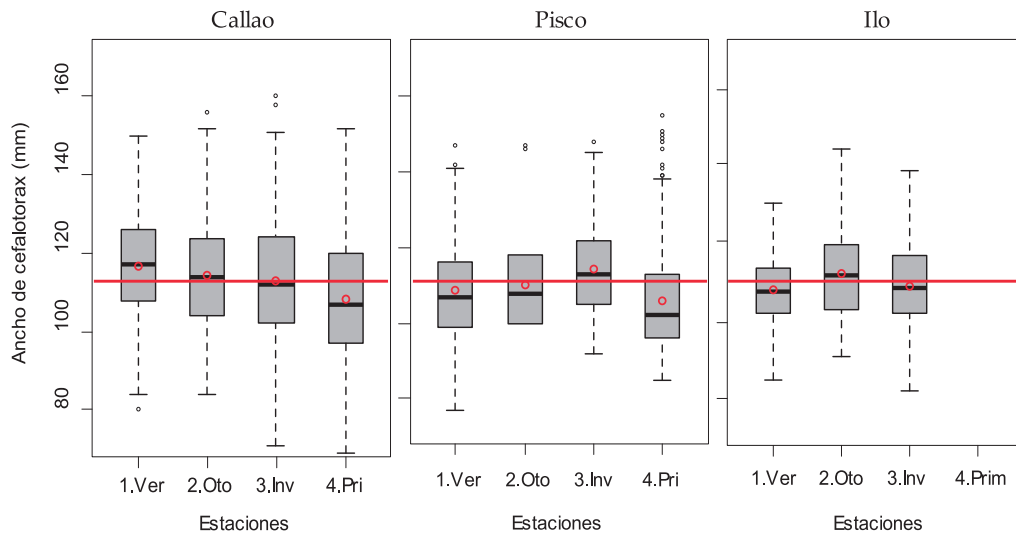 Callao Pisco Ilo
Ancho de cefalotorax (mm)
160
140
120
100
80
1.Ver 2.Oto 3.Inv 4.Pri 1.Ver 2.Oto 3.Inv 4.Pri 1.Ver 2.Oto 3.Inv 4.Prim
Estaciones Estaciones Estaciones